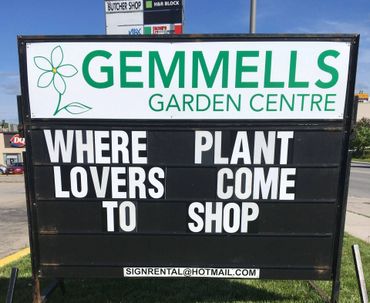 BUTCHER SHOP
H&R BLOCK
GEMMELLS
GARDEN CENTRE
WHERE PLANT
LOVERS COME
TO SHOP
SIGNRENTAL@HOTMAIL.COM